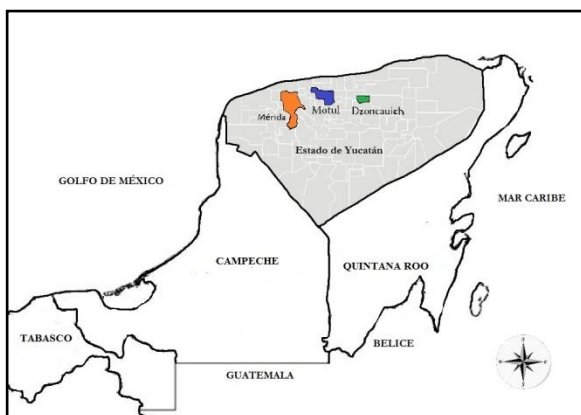 Mérida
Motul
Dzoncauich
Estado de Yucatán
GOLFO DE MÉXICO
MAR CARIBE
CAMPECHE
QUINTANA ROO
TABASCO
BELICE
GUATEMALA